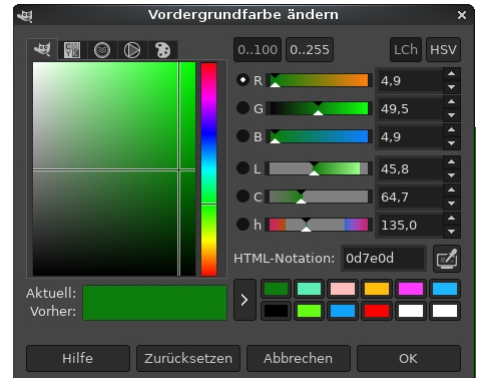 Vordergrundfarbe ändern
0..100 0..255 LCh HSV
R 4,9
G 49,5
B 4,9
L 45,8
C 64,7
h 135,0
HTML-Notation: 0d7e0d
Aktuell:
Vorher:
Hilfe Zurücksetzen Abbrechen OK